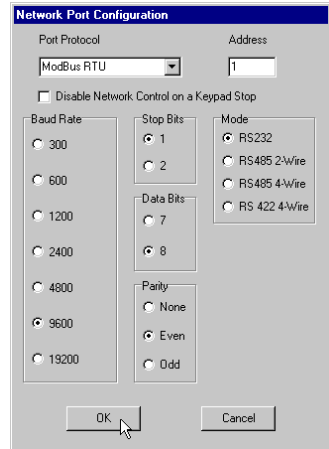 Network Port Configuration
Port Protocol
Address
ModBus RTU
1
Disable Network Control on a Keypad Stop
Baud Rate
300
600
1200
2400
4800
9600
19200
Stop Bits
1
2
Data Bits
7
8
Parity
None
Even
Odd
Mode
RS232
RS485 2-Wire
RS485 4-Wire
RS 422 4-Wire
OK
Cancel